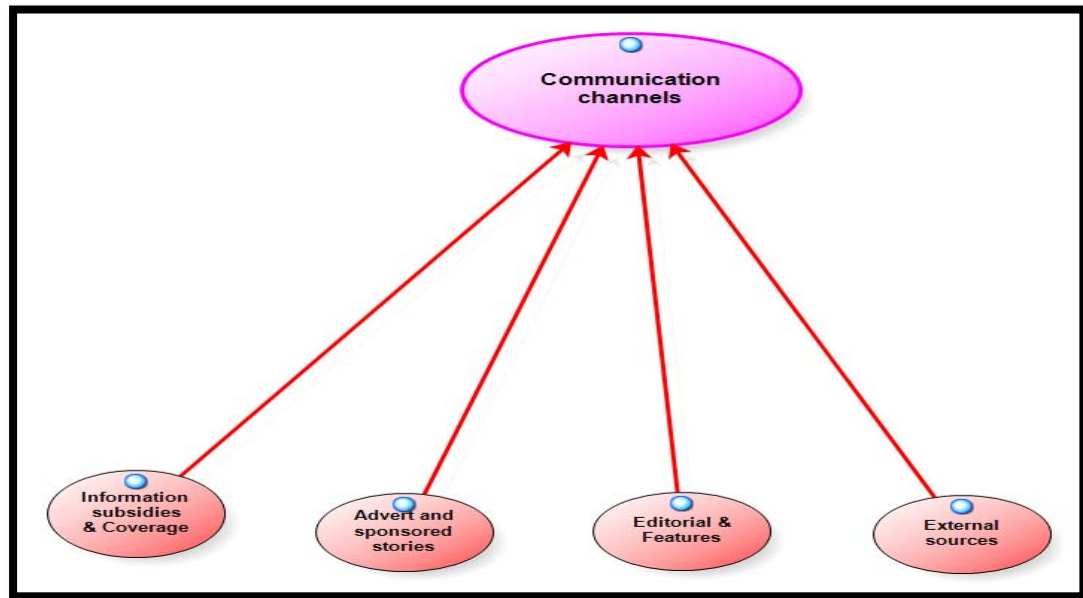 Communication
channels
Information
subsidies
& Coverage
Advert and
sponsored
stories
Editorial &
Features
External
sources